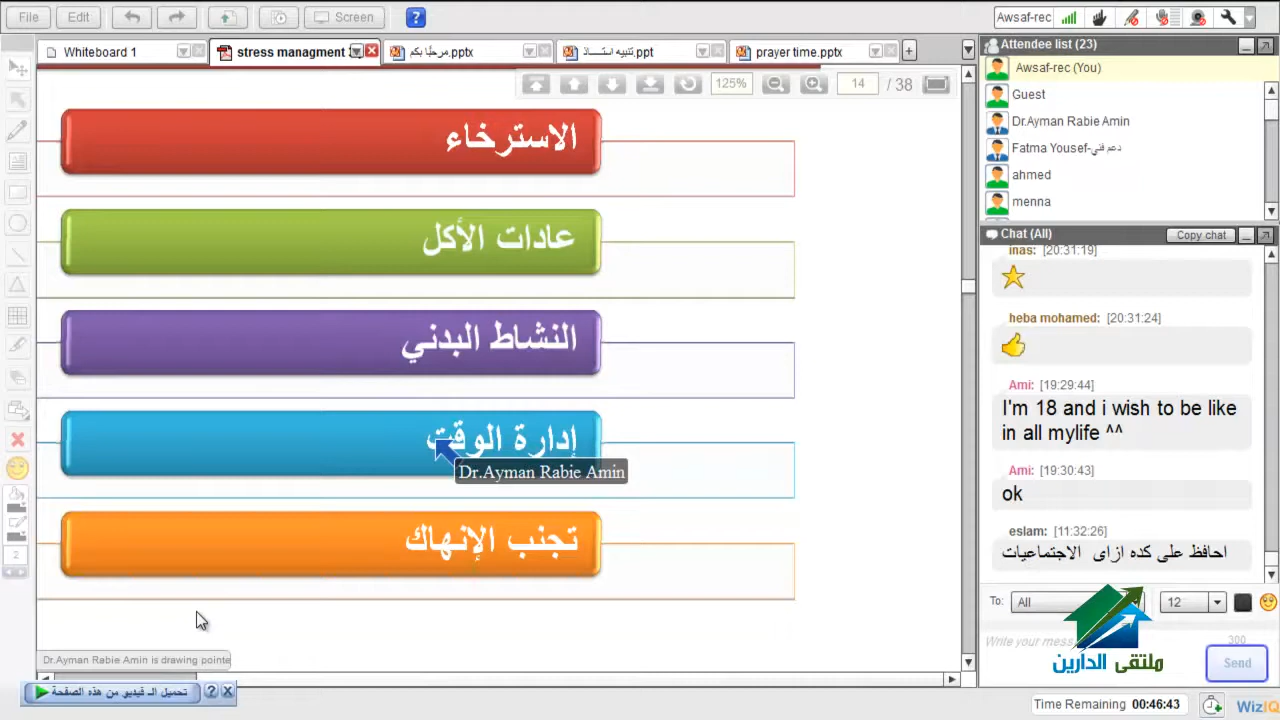 File
Edit
Screen
?
Awsaf-rec
Whiteboard 1
stress managment
مرحبا بكم.pptx
تنبيه استـــاذ.ppt
prayer time.pptx
125%
14
/ 38
الاسترخاء
عادات الأكل
النشاط البدني
إدارة الوقت
Dr.Ayman Rabie Amin
تجنب الإنهاك
Dr.Ayman Rabie Amin is drawing pointe
تحميل الـ فيديو من هذه الصفحة
? X
2
Attendee list (23)
Awsaf-rec (You)
Guest
Dr.Ayman Rabie Amin
Fatma Yousef-دعم فني
ahmed
menna
Chat (All)
Copy chat
inas: [20:31:19]
heba mohamed: [20:31:24]
Ami: [19:29:44]
I'm 18 and i wish to be like
in all mylife ^^
Ami: [19:30:43]
ok
eslam: [11:32:26]
احافظ على كده ازاى الاجتماعيات
To:
All
12
Write your mess
300
Send
ملتقى الدارين
Time Remaining 00:46:43
WizIQ